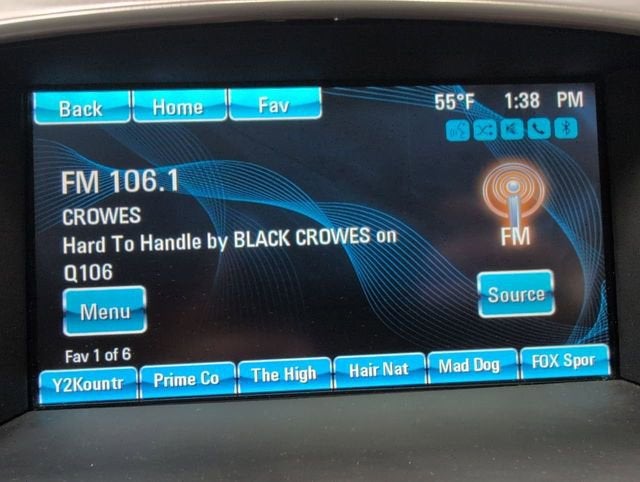 Back Home Fav 55°F 1:38 PM
FM 106.1
CROWES
Hard To Handle by BLACK CROWES on
Q106
FM
Menu Source
Fav 1 of 6
Y2Kountr Prime Co The High Hair Nat Mad Dog FOX Spor